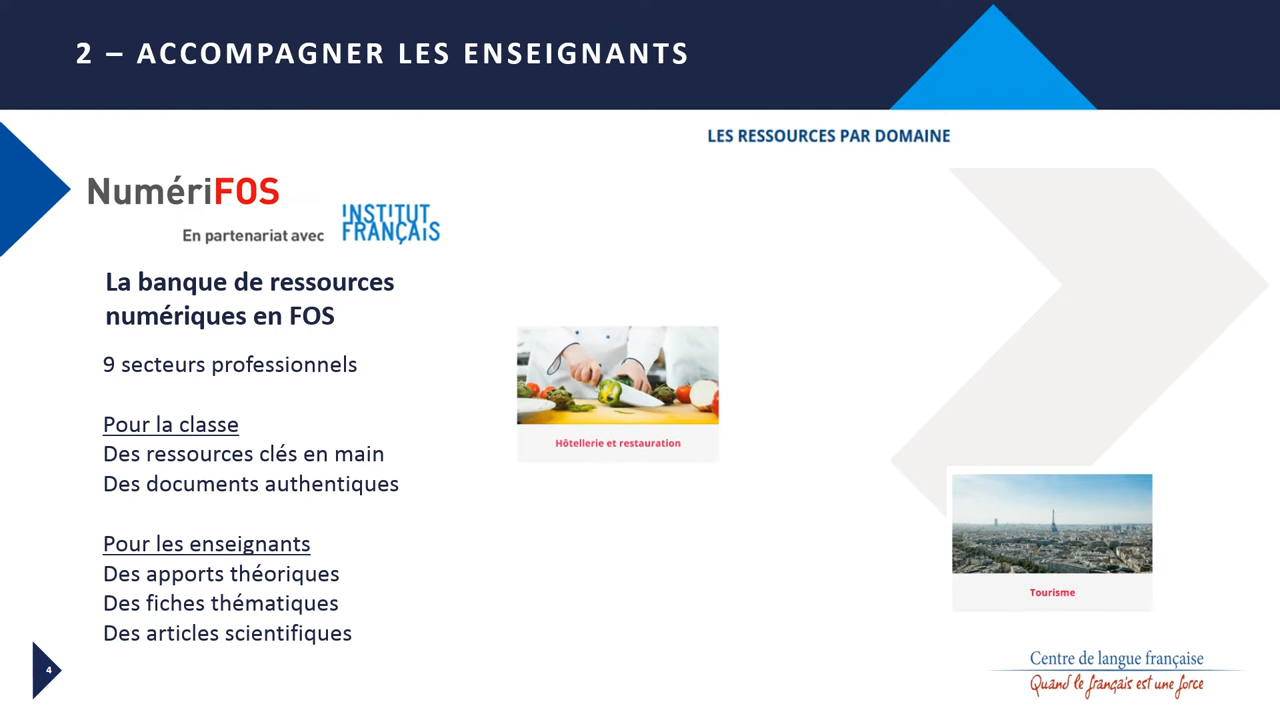 2 – ACCOMPAGNER LES ENSEIGNANTS
LES RESSOURCES PAR DOMAINE
NumériFOS
En partenariat avec
INSTITUT
FRANÇAIS
La banque de ressources
numériques en FOS
9 secteurs professionnels
Pour la classe
Des ressources clés en main
Des documents authentiques
Pour les enseignants
Des apports théoriques
Des fiches thématiques
Des articles scientifiques
Hôtellerie et restauration
Tourisme
4
Centre de langue française
Quand le français est une force